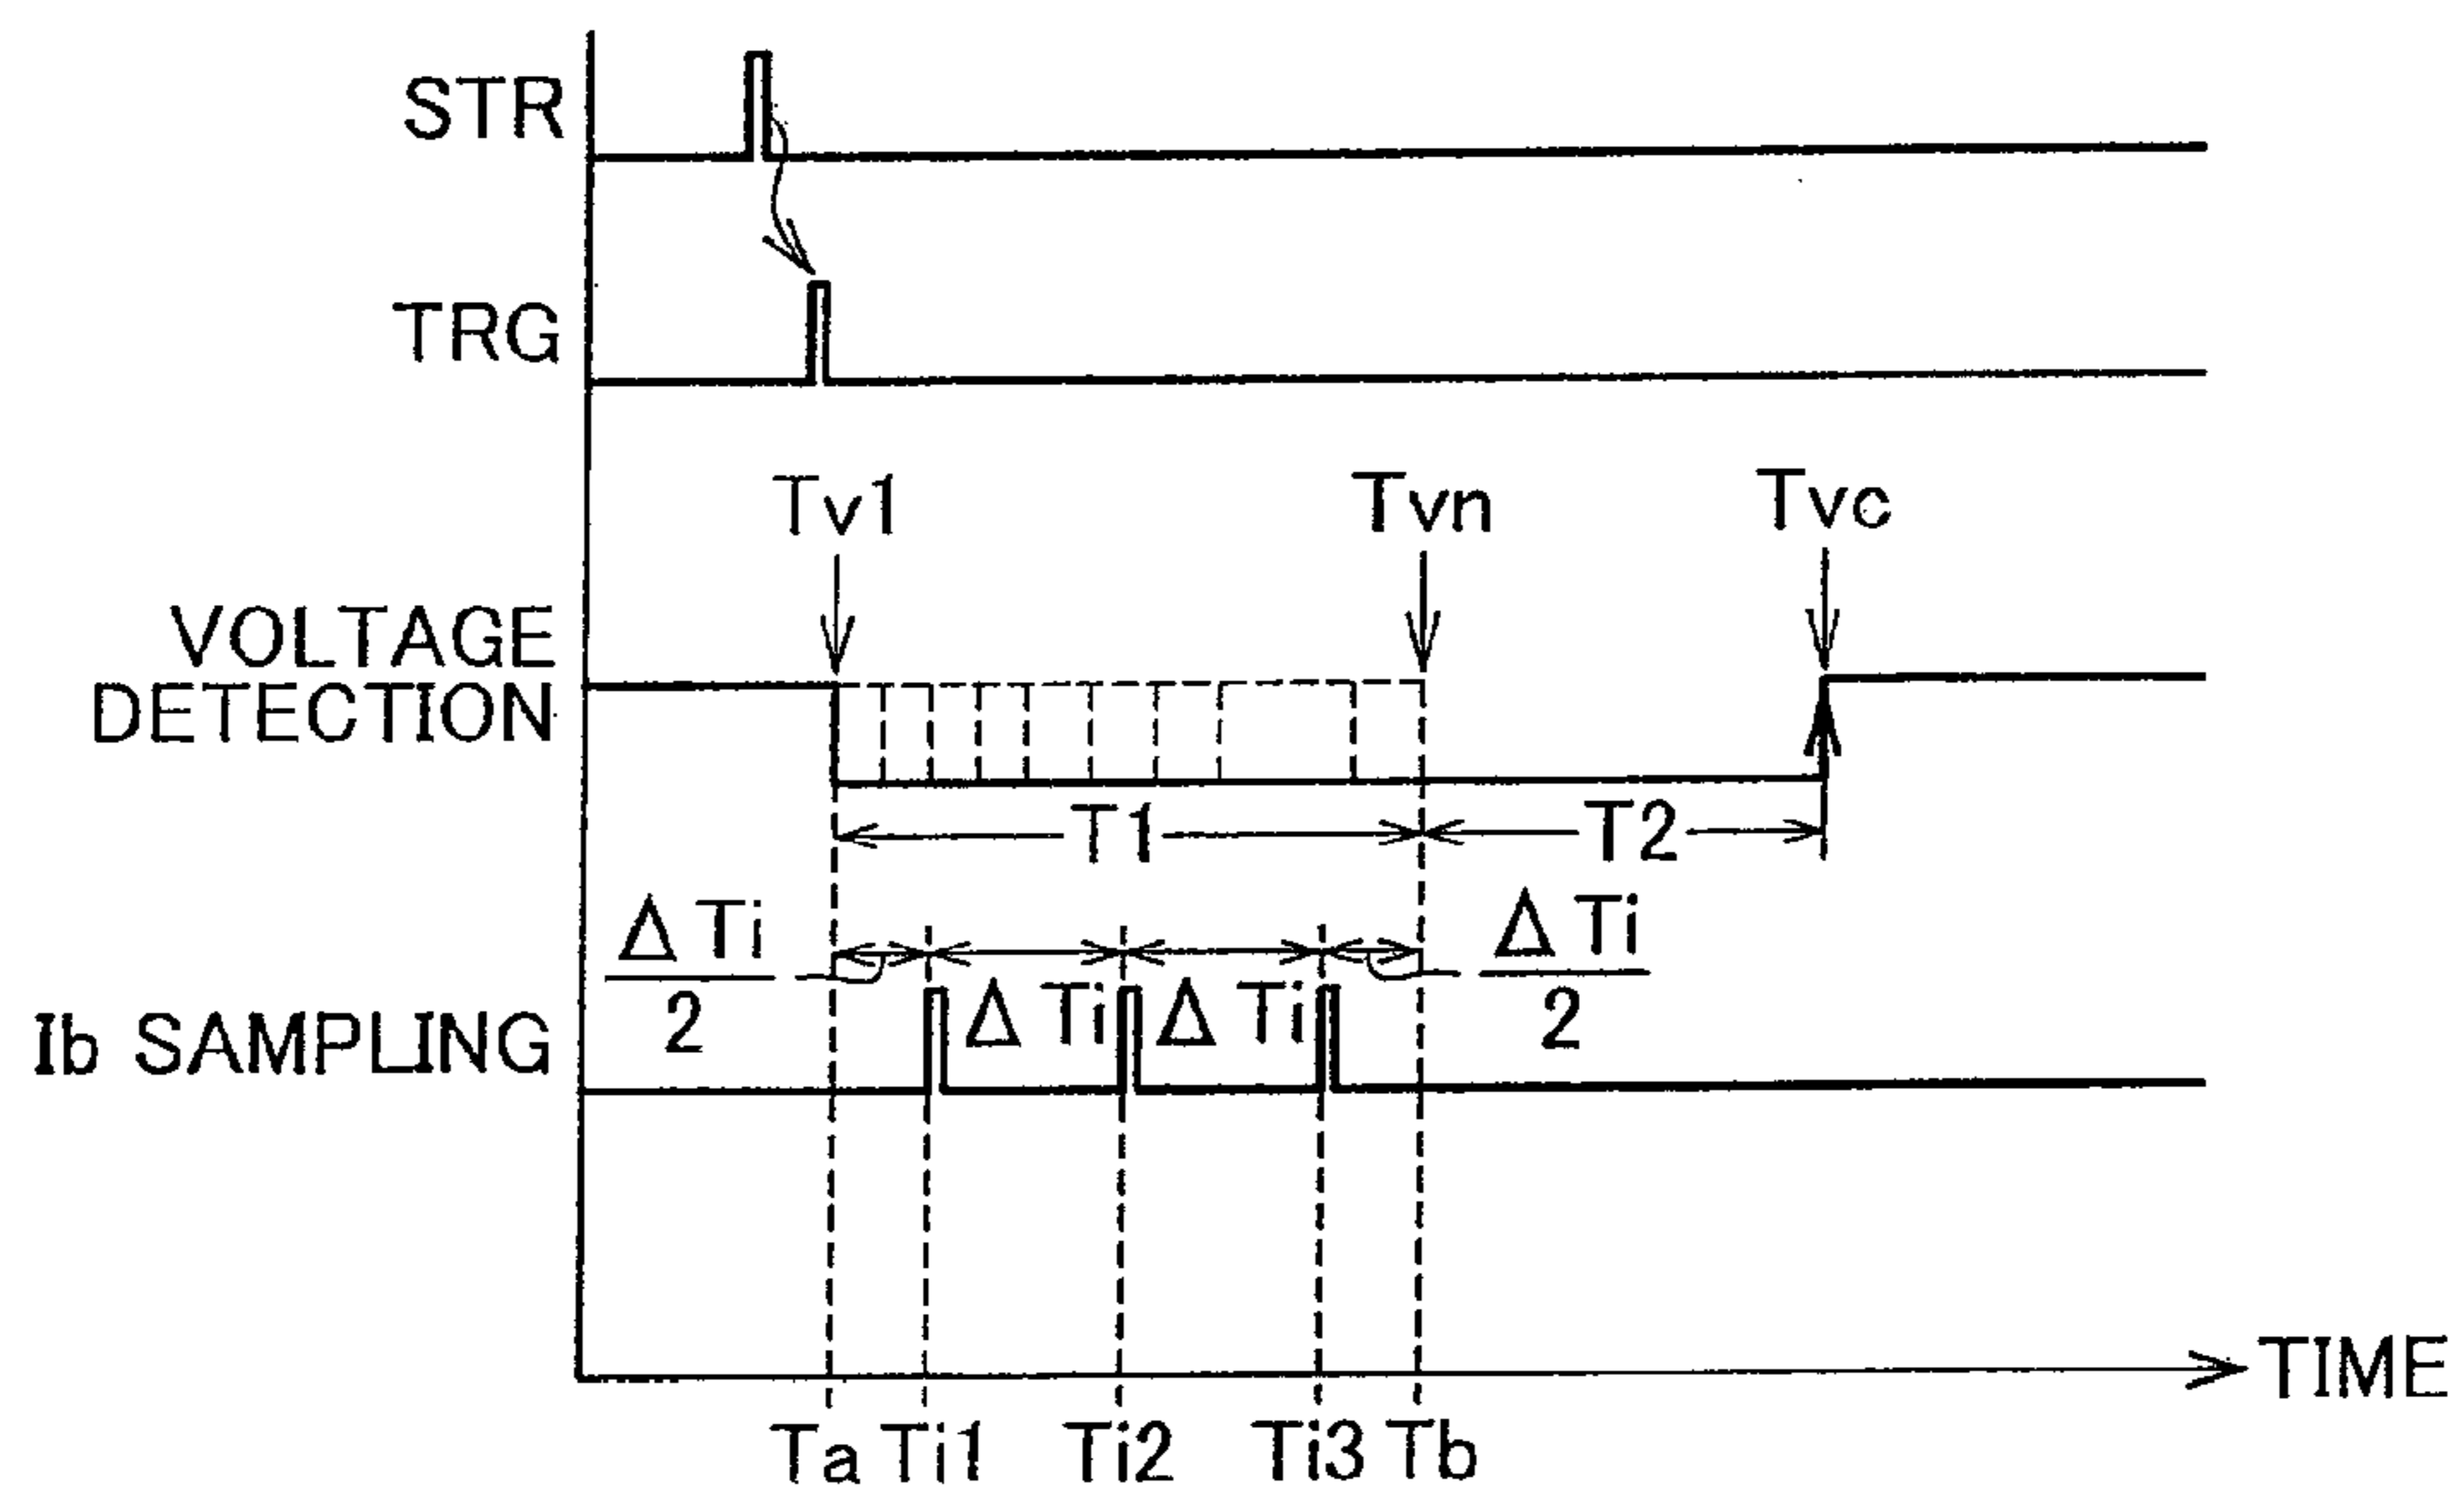 STR
TRG
Tv1 Tvn Tvc
VOLTAGE
DETECTION
T1 T2
ΔTi/2 ΔTi/2
Ib SAMPLING ΔTi ΔTi
TIME
Ta Ti1 Ti2 Ti3 Tb